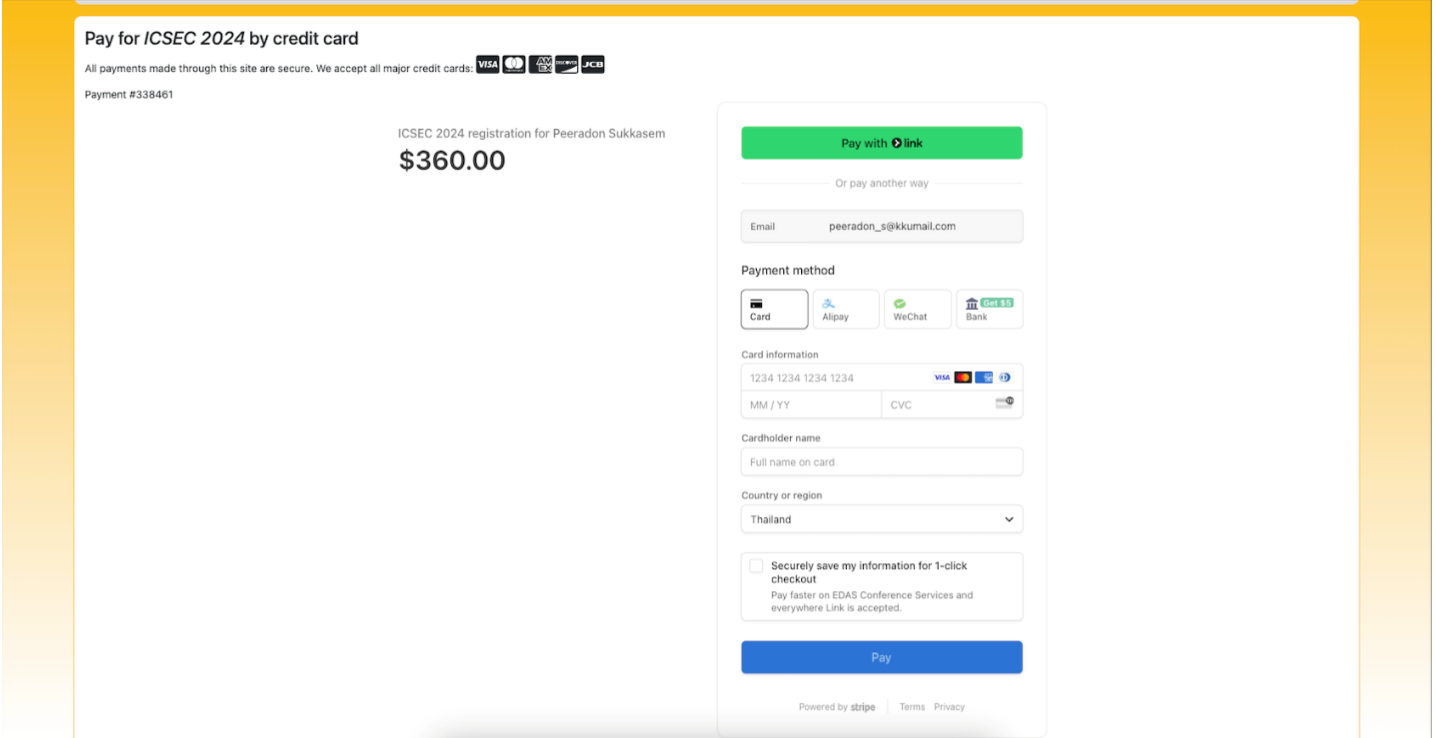 Pay for ICSEC 2024 by credit card
All payments made through this site are secure. We accept all major credit cards: VISA AMEX DISCOVER JCB
Payment #338461
ICSEC 2024 registration for Peeradon Sukkasem
$360.00
Pay with link
Or pay another way
Email peeradon_s@kkumail.com
Payment method
Card
Alipay
WeChat
Get $5
Bank
Card information
1234 1234 1234 1234 VISA
MM / YY CVC
Cardholder name
Full name on card
Country or region
Thailand
Securely save my information for 1-click
checkout
Pay faster on EDAS Conference Services and
everywhere Link is accepted.
Pay
Powered by stripe Terms Privacy